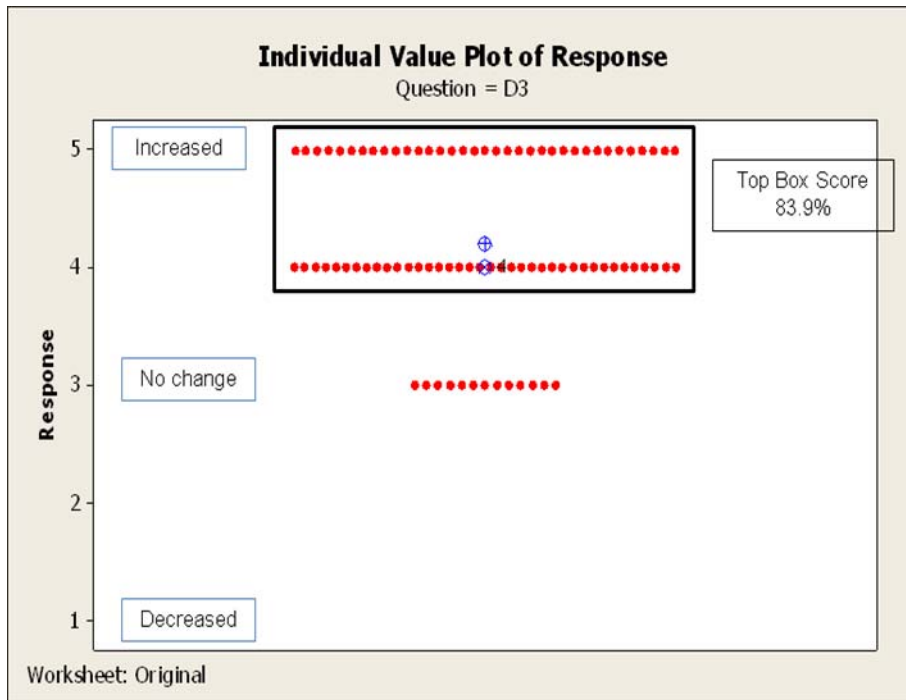 Individual Value Plot of Response
Question = D3
5
Increased
Top Box Score
83.9%
4
4
Response
No change
3
2
Decreased
1
Worksheet: Original